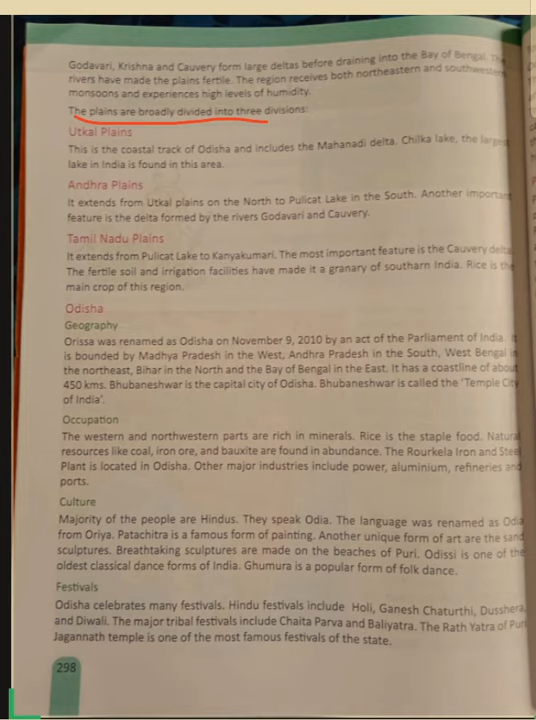 Godavari, Krishna and Cauvery form large deltas before draining into the Bay of Bengal. The
rivers have made the plains fertile. The region receives both northeastern and southwestern
monsoons and experiences high levels of humidity.
The plains are broadly divided into three divisions:
Utkal Plains
This is the coastal track of Odisha and includes the Mahanadi delta. Chilka lake, the largest
lake in India is found in this area.
Andhra Plains
It extends from Utkal plains on the North to Pulicat Lake in the South. Another important
feature is the delta formed by the rivers Godavari and Cauvery.
Tamil Nadu Plains
It extends from Pulicat Lake to Kanyakumari. The most important feature is the Cauvery delta.
The fertile soil and irrigation facilities have made it a granary of southarn India. Rice is the
main crop of this region.
Odisha
Geography
Orissa was renamed as Odisha on November 9, 2010 by an act of the Parliament of India. It
is bounded by Madhya Pradesh in the West, Andhra Pradesh in the South, West Bengal in
the northeast, Bihar in the North and the Bay of Bengal in the East. It has a coastline of about
450 kms. Bhubaneshwar is the capital city of Odisha. Bhubaneshwar is called the 'Temple City
of India'.
Occupation
The western and northwestern parts are rich in minerals. Rice is the staple food. Natural
resources like coal, iron ore, and bauxite are found in abundance. The Rourkela Iron and Steel
Plant is located in Odisha. Other major industries include power, aluminium, refineries and
ports.
Culture
Majority of the people are Hindus. They speak Odia. The language was renamed as Odia
from Oriya. Patachitra is a famous form of painting. Another unique form of art are the sand
sculptures. Breathtaking sculptures are made on the beaches of Puri. Odissi is one of the
oldest classical dance forms of India. Ghumura is a popular form of folk dance.
Festivals
Odisha celebrates many festivals. Hindu festivals include Holi, Ganesh Chaturthi, Dusshera,
and Diwali. The major tribal festivals include Chaita Parva and Baliyatra. The Rath Yatra of Puri
Jagannath temple is one of the most famous festivals of the state.
298